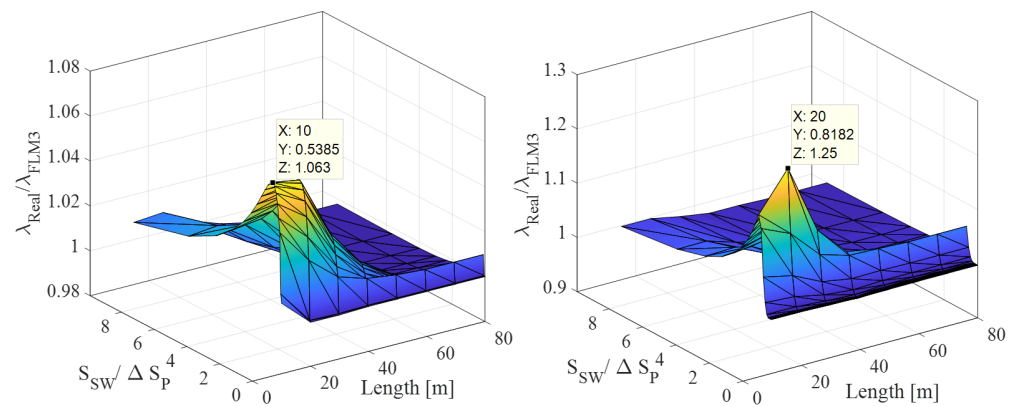 1.08
1.06
1.04
1.02
1
0.98
λReal/λFLM3
X: 10
Y: 0.5385
Z: 1.063
8
6
4
2
0
SSW/ Δ SP
0
20
40
60
80
Length [m]
1.3
1.2
1.1
1
0.9
λReal/λFLM3
X: 20
Y: 0.8182
Z: 1.25
8
6
4
2
0
SSW/ Δ SP
0
20
40
60
80
Length [m]